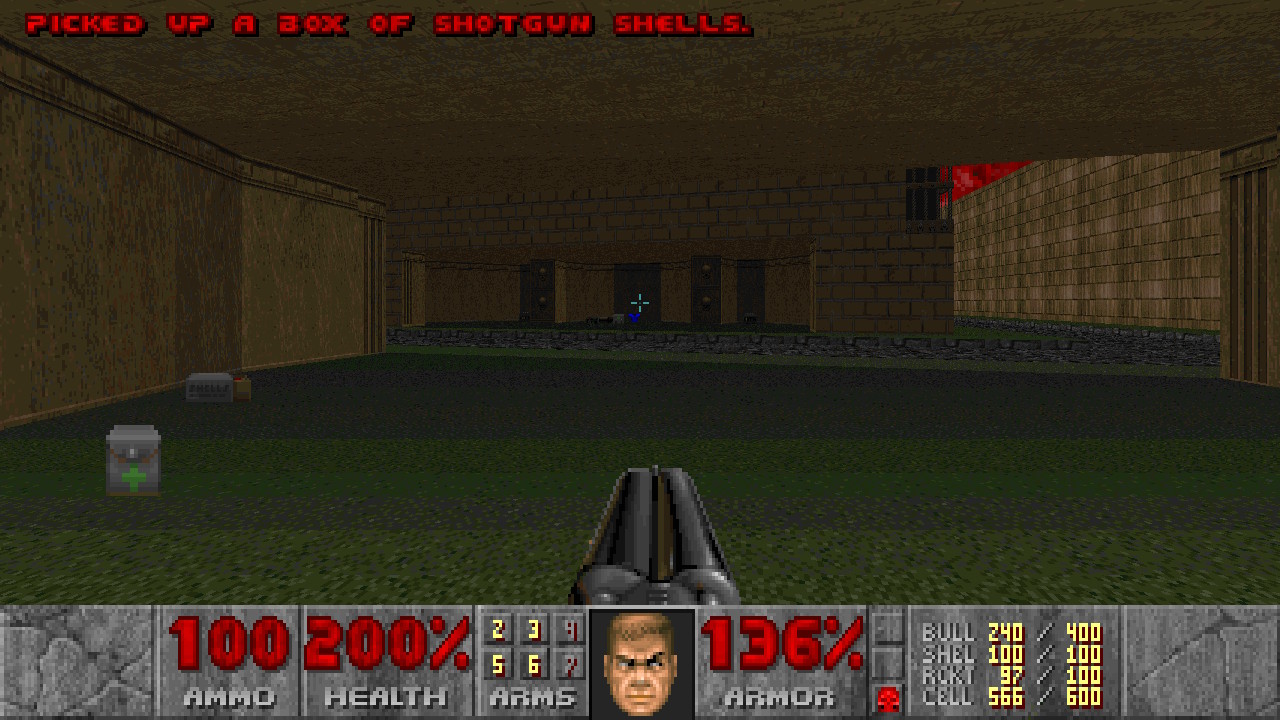 PICKED UP A BOX OF SHOTGUN SHELLS.
SHELLS
100 200% 2 3 4 136% BULL 240 / 400
5 6 7 SHEL 100 / 100
RCKT 97 / 100
AMMO HEALTH ARMS ARMOR CELL 566 / 600